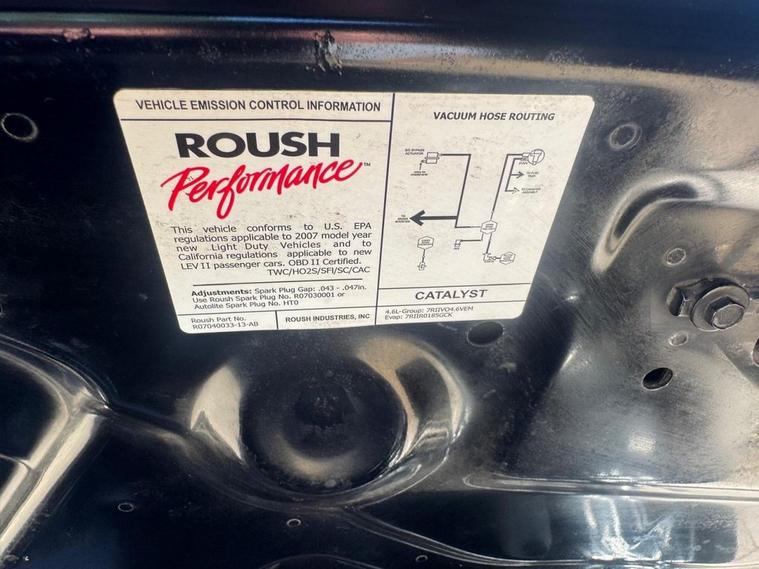 VEHICLE EMISSION CONTROL INFORMATION
ROUSH
Performance™
This vehicle conforms to U.S. EPA
regulations applicable to 2007 model year
new Light Duty Vehicles and to
California regulations applicable to new
LEV II passenger cars. OBD II Certified.
TWC/HO2S/SFI/SC/CAC
Adjustments: Spark Plug Gap: .043 - .047in.
Use Roush Spark Plug No. R07030001 or
Autolite Spark Plug No. HT0
Roush Part No.
R07040033-13-AB
ROUSH INDUSTRIES, INC
VACUUM HOSE ROUTING
CATALYST
4.6L-Group: 7RIIVO4.6VEM
Evap: 7RIIR0185GCK